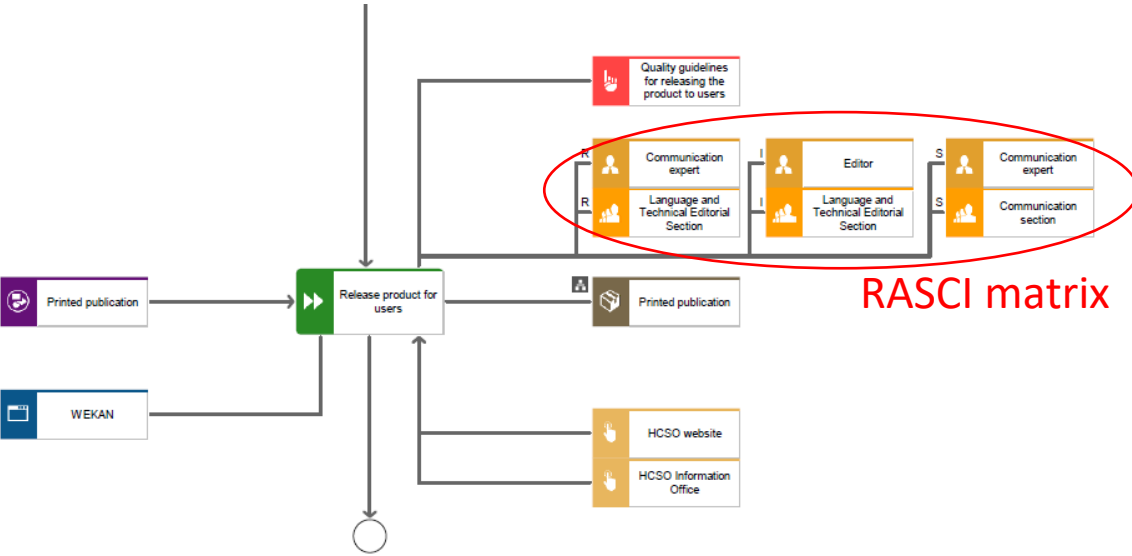 Quality guidelines
for releasing the
product to users
R
Communication
expert
I
Editor
S
Communication
expert
R
Language and
Technical Editorial
Section
I
Language and
Technical Editorial
Section
S
Communication
section
RASCI matrix
Printed publication
Release product for
users
Printed publication
WEKAN
HCSO website
HCSO Information
Office